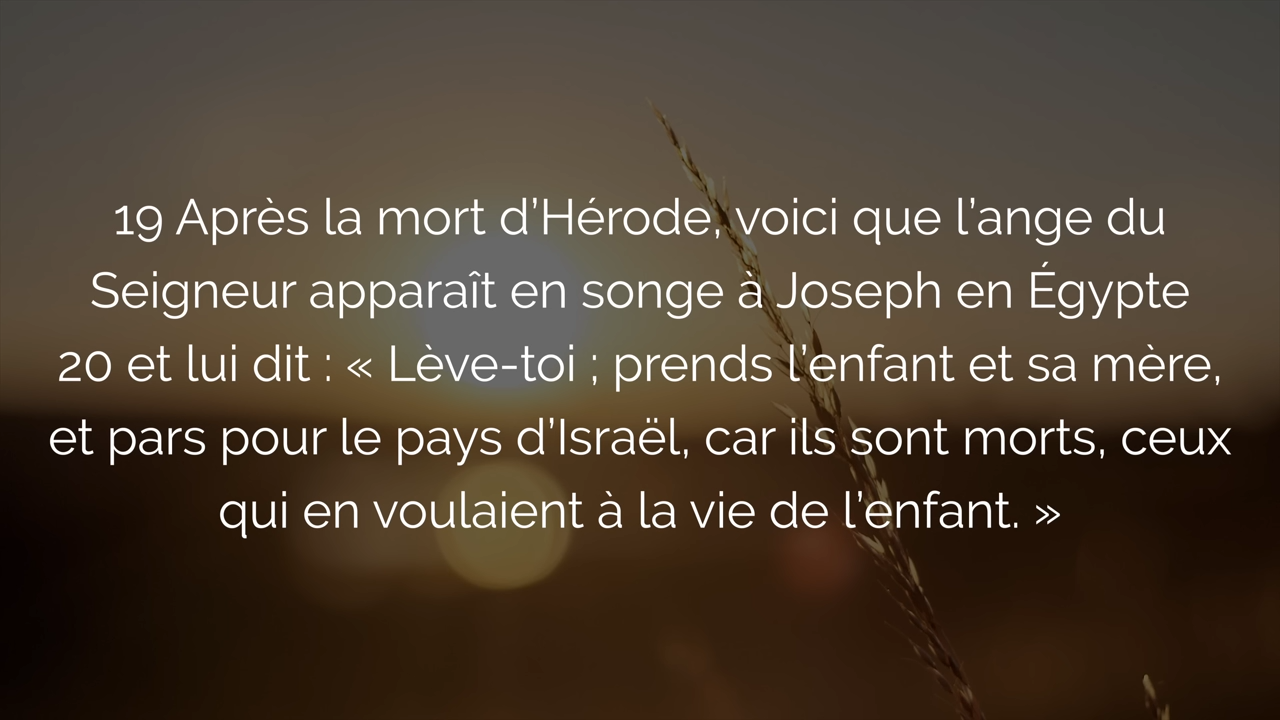 19 Après la mort d’Hérode, voici que l’ange du
Seigneur apparaît en songe à Joseph en Égypte
20 et lui dit : « Lève-toi ; prends l’enfant et sa mère,
et pars pour le pays d’Israël, car ils sont morts, ceux
qui en voulaient à la vie de l’enfant. »